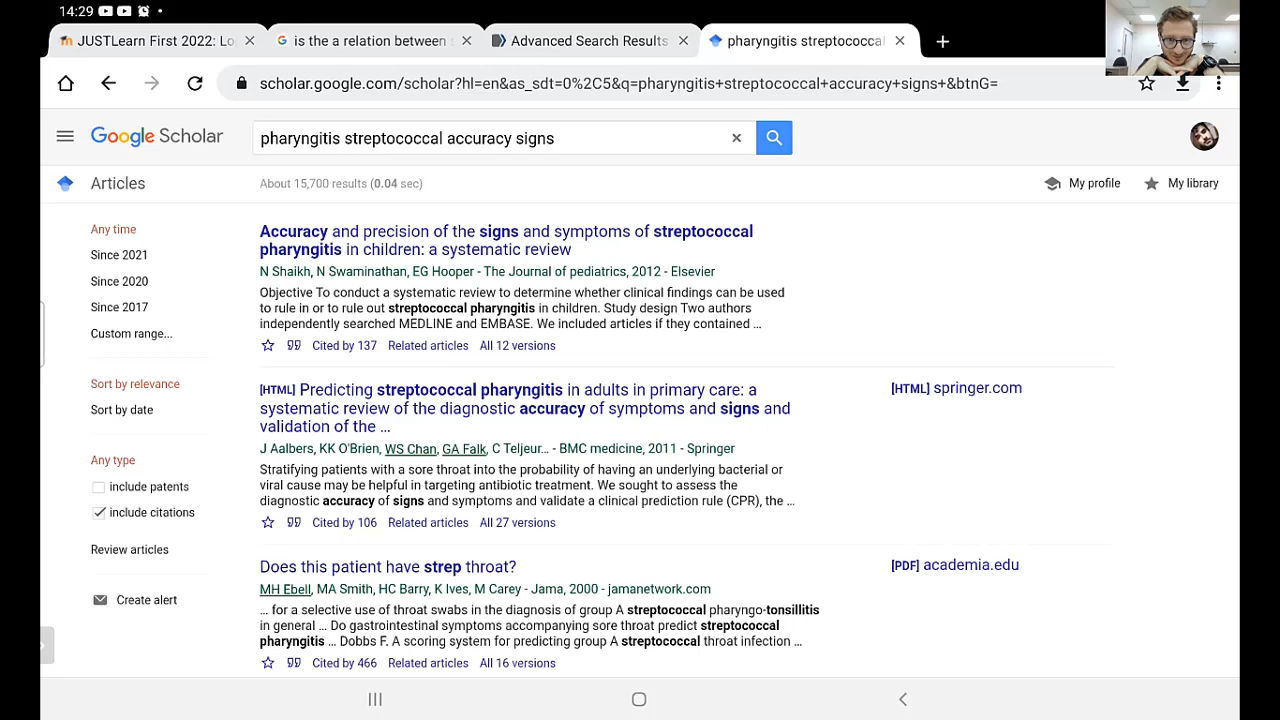 14:29
JUSTLearn First 2022: Lo
is the a relation between s
Advanced Search Results
pharyngitis streptococcal
scholar.google.com/scholar?hl=en&as_sdt=0%2C5&q=pharyngitis+streptococcal+accuracy+signs+&btnG=
Google Scholar
pharyngitis streptococcal accuracy signs
Articles
About 15,700 results (0.04 sec)
My profile
My library
Any time
Since 2021
Since 2020
Since 2017
Custom range...
Sort by relevance
Sort by date
Any type
include patents
include citations
Review articles
Create alert
Accuracy and precision of the signs and symptoms of streptococcal
pharyngitis in children: a systematic review
N Shaikh, N Swaminathan, EG Hooper - The Journal of pediatrics, 2012 - Elsevier
Objective To conduct a systematic review to determine whether clinical findings can be used
to rule in or to rule out streptococcal pharyngitis in children. Study design Two authors
independently searched MEDLINE and EMBASE. We included articles if they contained …
Cited by 137 Related articles All 12 versions
[HTML] Predicting streptococcal pharyngitis in adults in primary care: a
systematic review of the diagnostic accuracy of symptoms and signs and
validation of the …
[HTML] springer.com
J Aalbers, KK O'Brien, WS Chan, GA Falk, C Teljeur… - BMC medicine, 2011 - Springer
Stratifying patients with a sore throat into the probability of having an underlying bacterial or
viral cause may be helpful in targeting antibiotic treatment. We sought to assess the
diagnostic accuracy of signs and symptoms and validate a clinical prediction rule (CPR), the …
Cited by 106 Related articles All 27 versions
Does this patient have strep throat?
[PDF] academia.edu
MH Ebell, MA Smith, HC Barry, K Ives, M Carey - Jama, 2000 - jamanetwork.com
… for a selective use of throat swabs in the diagnosis of group A streptococcal pharyngo-tonsillitis
in general … Do gastrointestinal symptoms accompanying sore throat predict streptococcal
pharyngitis … Dobbs F. A scoring system for predicting group A streptococcal throat infection …
Cited by 466 Related articles All 16 versions